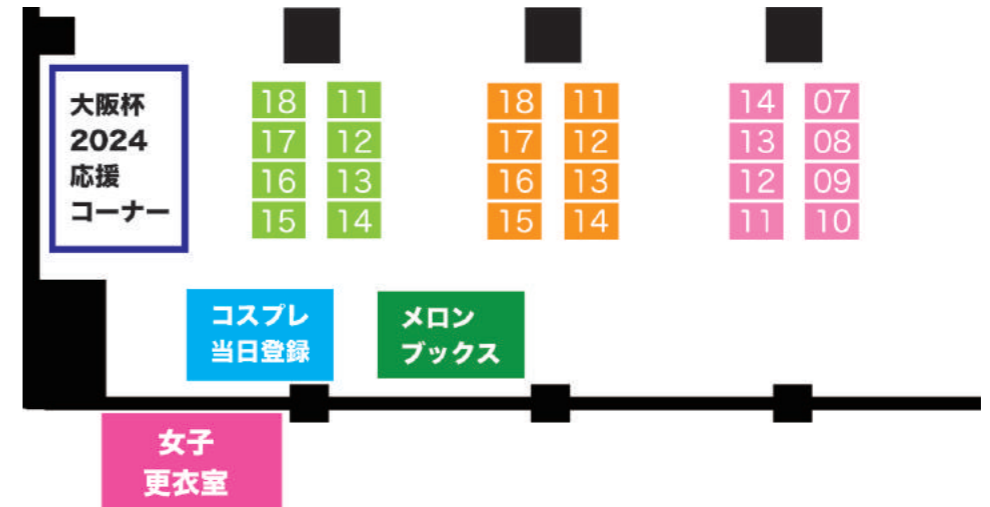 大阪杯
2024
応援
コーナー
18 11
17 12
16 13
15 14
18 11
17 12
16 13
15 14
14 07
13 08
12 09
11 10
コスプレ
当日登録
メロン
ブックス
女子
更衣室